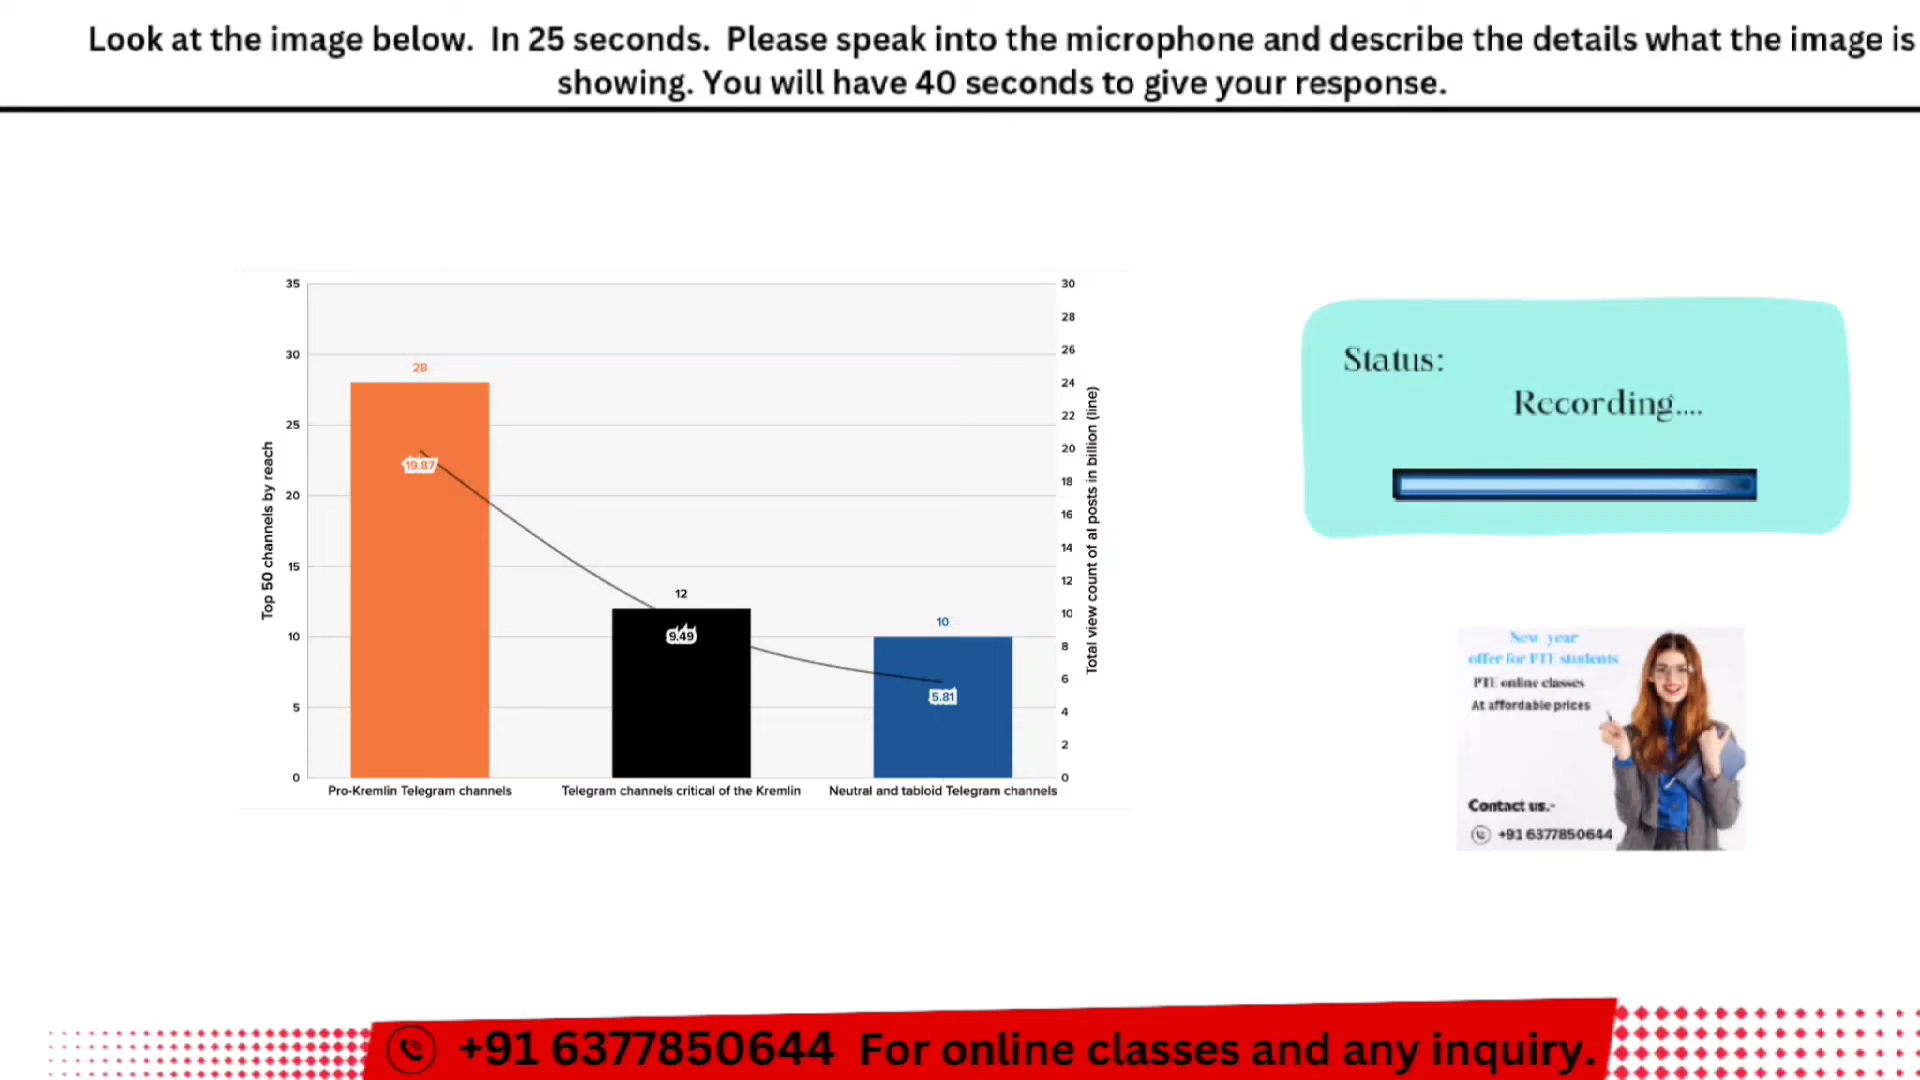 Look at the image below. In 25 seconds. Please speak into the microphone and describe the details what the image is
showing. You will have 40 seconds to give your response.
35
30
25
20
15
10
5
0
Top 50 channels by reach
28
19.87
12
9.49
10
5.81
30
28
26
24
22
20
18
16
14
12
10
8
6
4
2
0
Total view count of al posts in billion (line)
Pro-Kremlin Telegram channels
Telegram channels critical of the Kremlin
Neutral and tabloid Telegram channels
Status:
Recording....
New year
offer for PTE students
PTE online classes
At affordable prices
Contact us.-
+91 6377850644
+91 6377850644 For online classes and any inquiry.